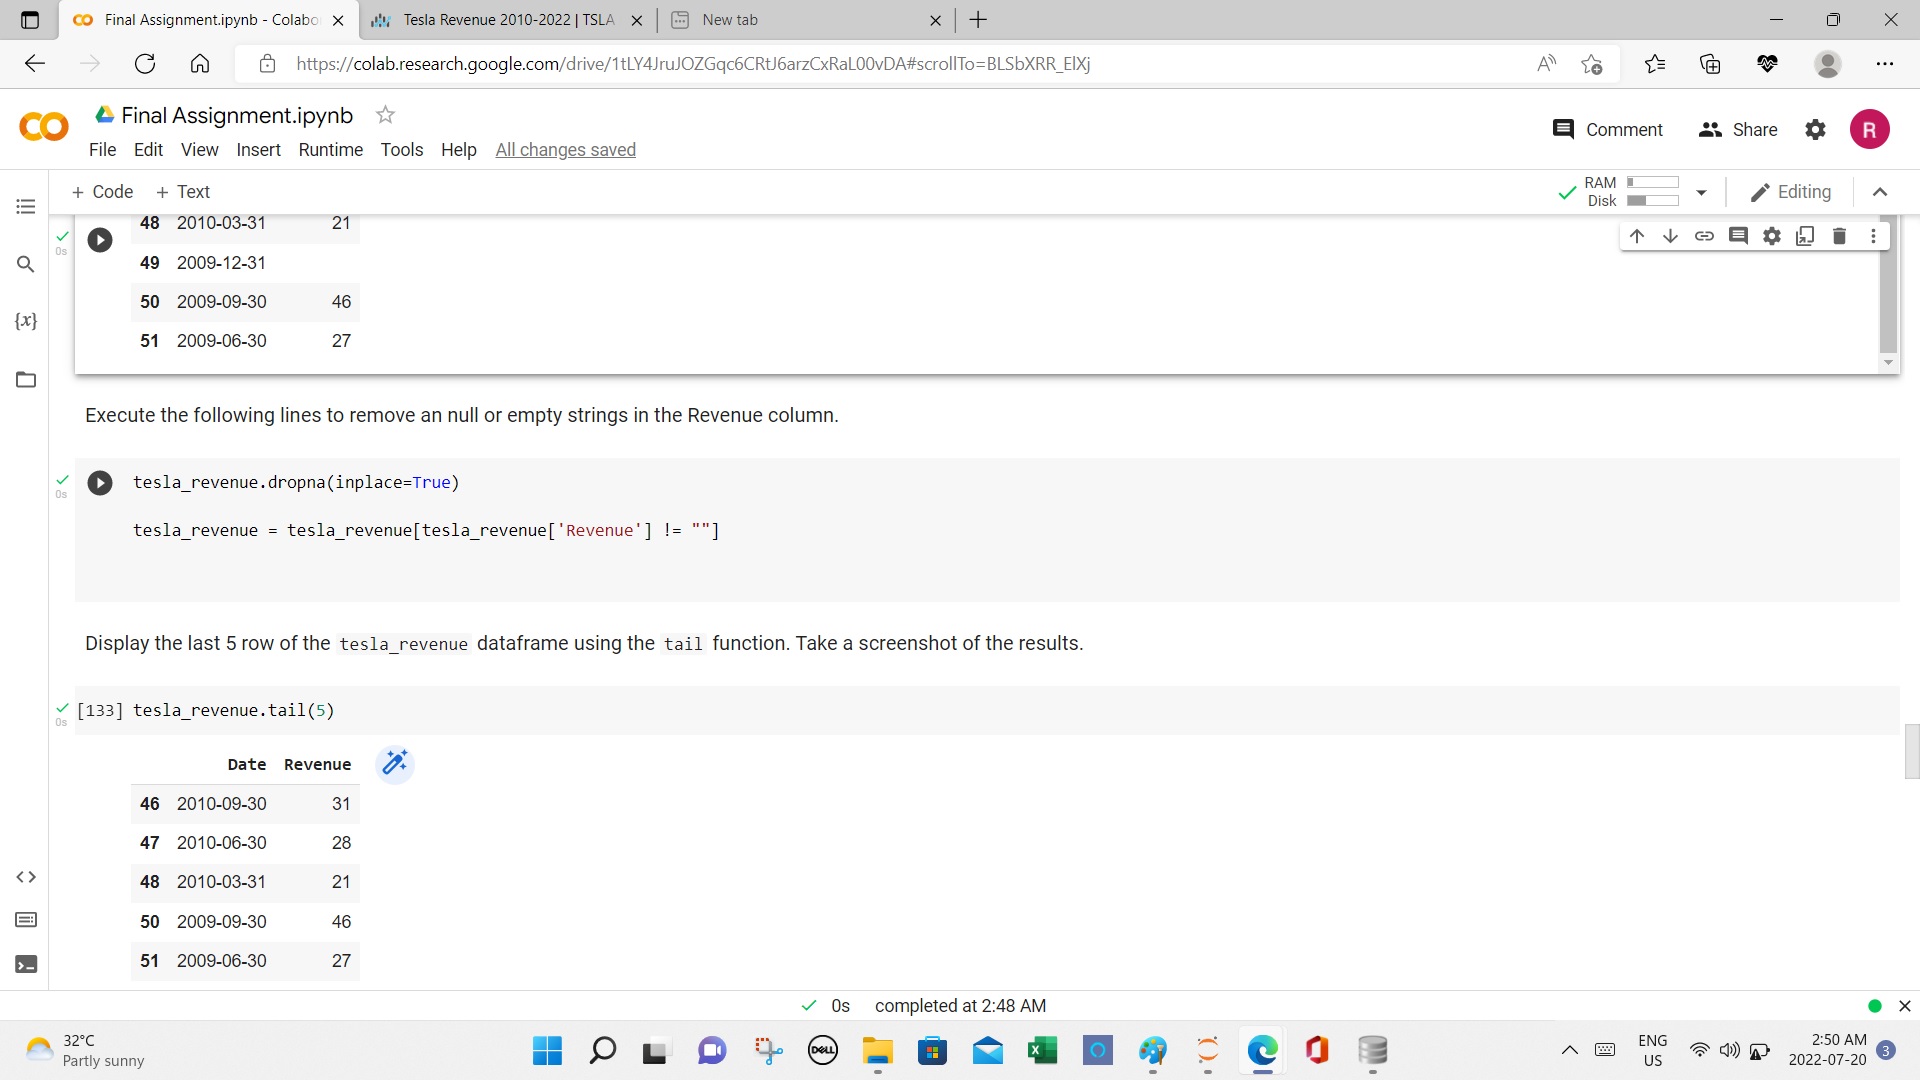 Final Assignment.ipynb - Colabo
Tesla Revenue 2010-2022 | TSLA
New tab
https://colab.research.google.com/drive/1tLY4JruJOZGqc6CRtJ6arzCxRaL00vDA#scrollTo=BLSbXRR_ElXj
Final Assignment.ipynb
Comment
Share
R
File Edit View Insert Runtime Tools Help All changes saved
+ Code + Text
RAM
Disk
Editing
48 2010-03-31 21
49 2009-12-31
50 2009-09-30 46
51 2009-06-30 27
0s
Execute the following lines to remove an null or empty strings in the Revenue column.
0s
tesla_revenue.dropna(inplace=True)
tesla_revenue = tesla_revenue[tesla_revenue['Revenue'] != ""]
Display the last 5 row of the tesla_revenue dataframe using the tail function. Take a screenshot of the results.
0s
[133] tesla_revenue.tail(5)
Date Revenue
46 2010-09-30 31
47 2010-06-30 28
48 2010-03-31 21
50 2009-09-30 46
51 2009-06-30 27
0s completed at 2:48 AM
32°C
Partly sunny
DELL
ENG
US
2:50 AM
2022-07-20
3